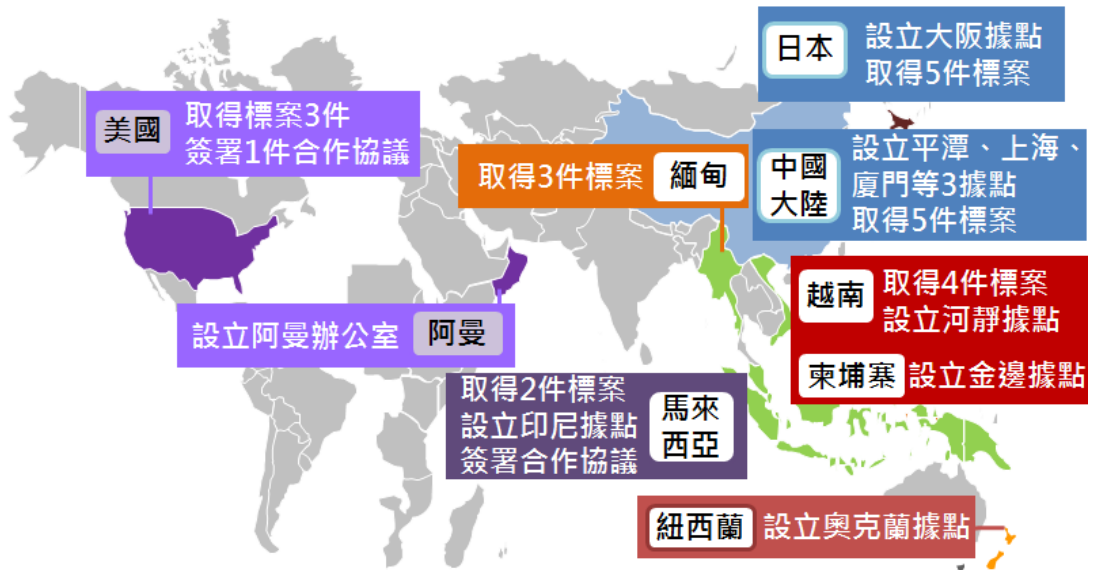 日本
設立大阪據點
取得5件標案
美國
取得標案3件
簽署1件合作協議
取得3件標案
緬甸
中國
大陸
設立平潭、上海、
廈門等3據點
取得5件標案
越南
取得4件標案
設立河靜據點
設立阿曼辦公室
阿曼
柬埔寨
設立金邊據點
取得2件標案
設立印尼據點
簽署合作協議
馬來
西亞
紐西蘭
設立奧克蘭據點